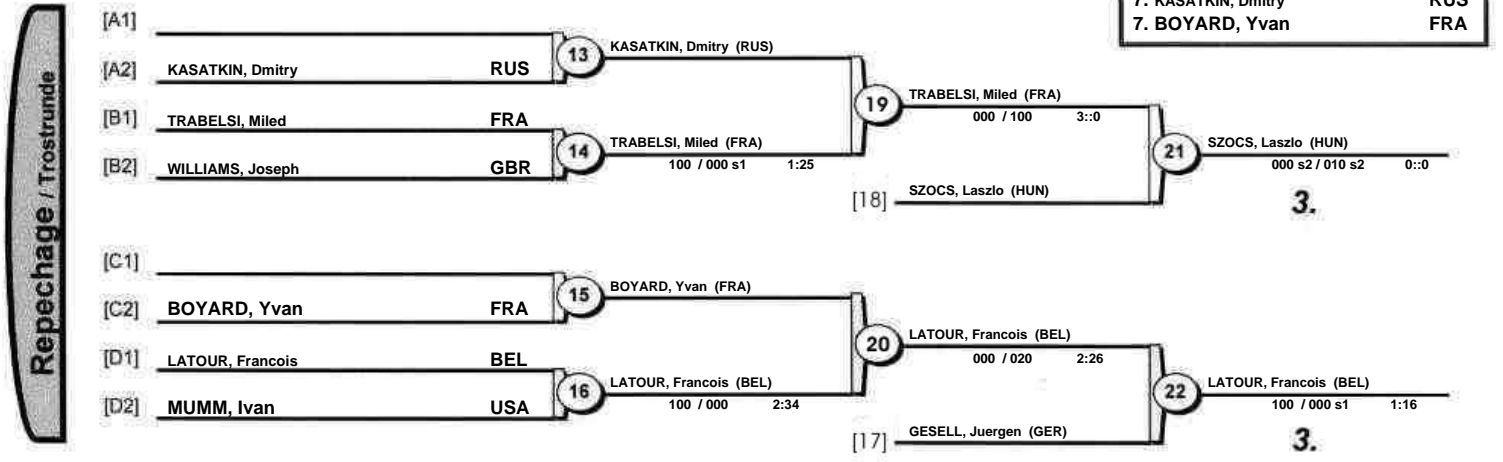 7. KASATKIN, Dmitry RUS
7. BOYARD, Yvan FRA
Repechage / Trostrunde
[A1]
[A2] KASATKIN, Dmitry RUS
13
KASATKIN, Dmitry (RUS)
[B1] TRABELSI, Miled FRA
[B2] WILLIAMS, Joseph GBR
14
TRABELSI, Miled (FRA)
100 / 000 s1 1:25
19
TRABELSI, Miled (FRA)
000 / 100 3::0
[18] SZOCS, Laszlo (HUN)
21
SZOCS, Laszlo (HUN)
000 s2 / 010 s2 0::0
3.
[C1]
[C2] BOYARD, Yvan FRA
15
BOYARD, Yvan (FRA)
[D1] LATOUR, Francois BEL
[D2] MUMM, Ivan USA
16
LATOUR, Francois (BEL)
100 / 000 2:34
20
LATOUR, Francois (BEL)
000 / 020 2:26
[17] GESELL, Juergen (GER)
22
LATOUR, Francois (BEL)
100 / 000 s1 1:16
3.